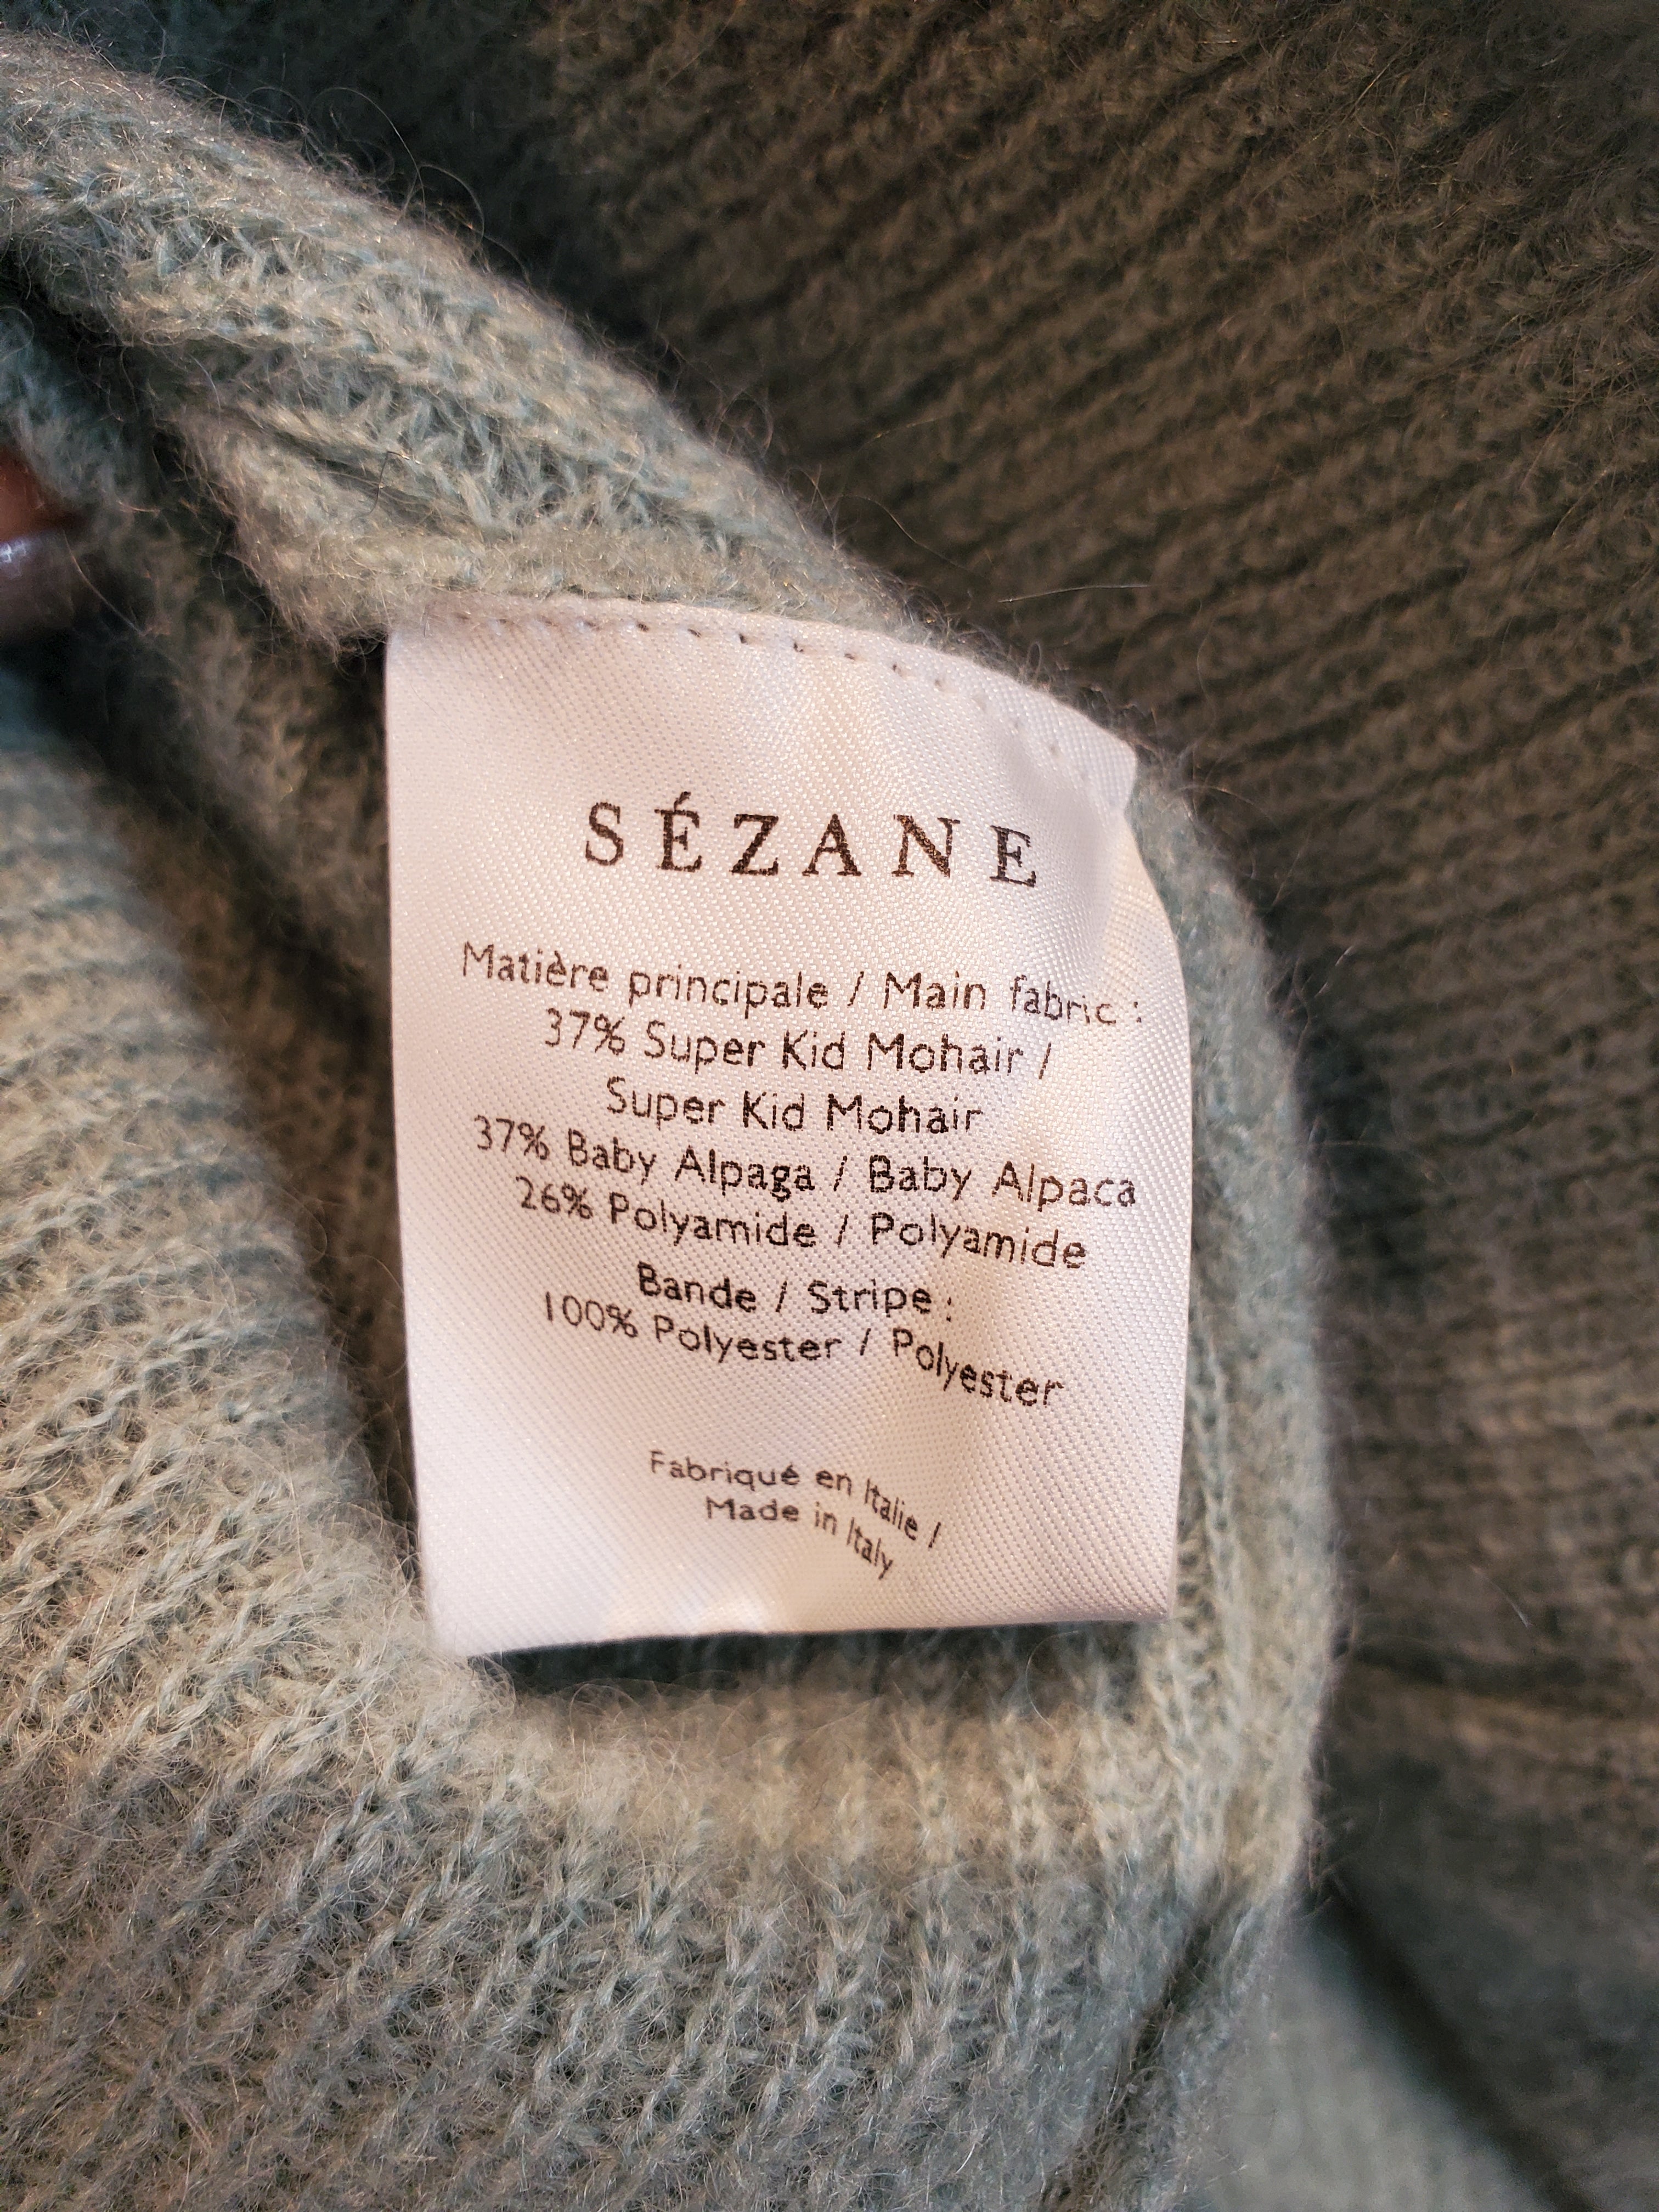 SÉZANE
Matière principale / Main fabric :
37% Super Kid Mohair /
Super Kid Mohair
37% Baby Alpaga / Baby Alpaca
26% Polyamide / Polyamide
Bande / Stripe :
100% Polyester / Polyester
Fabriqué en Italie /
Made in Italy